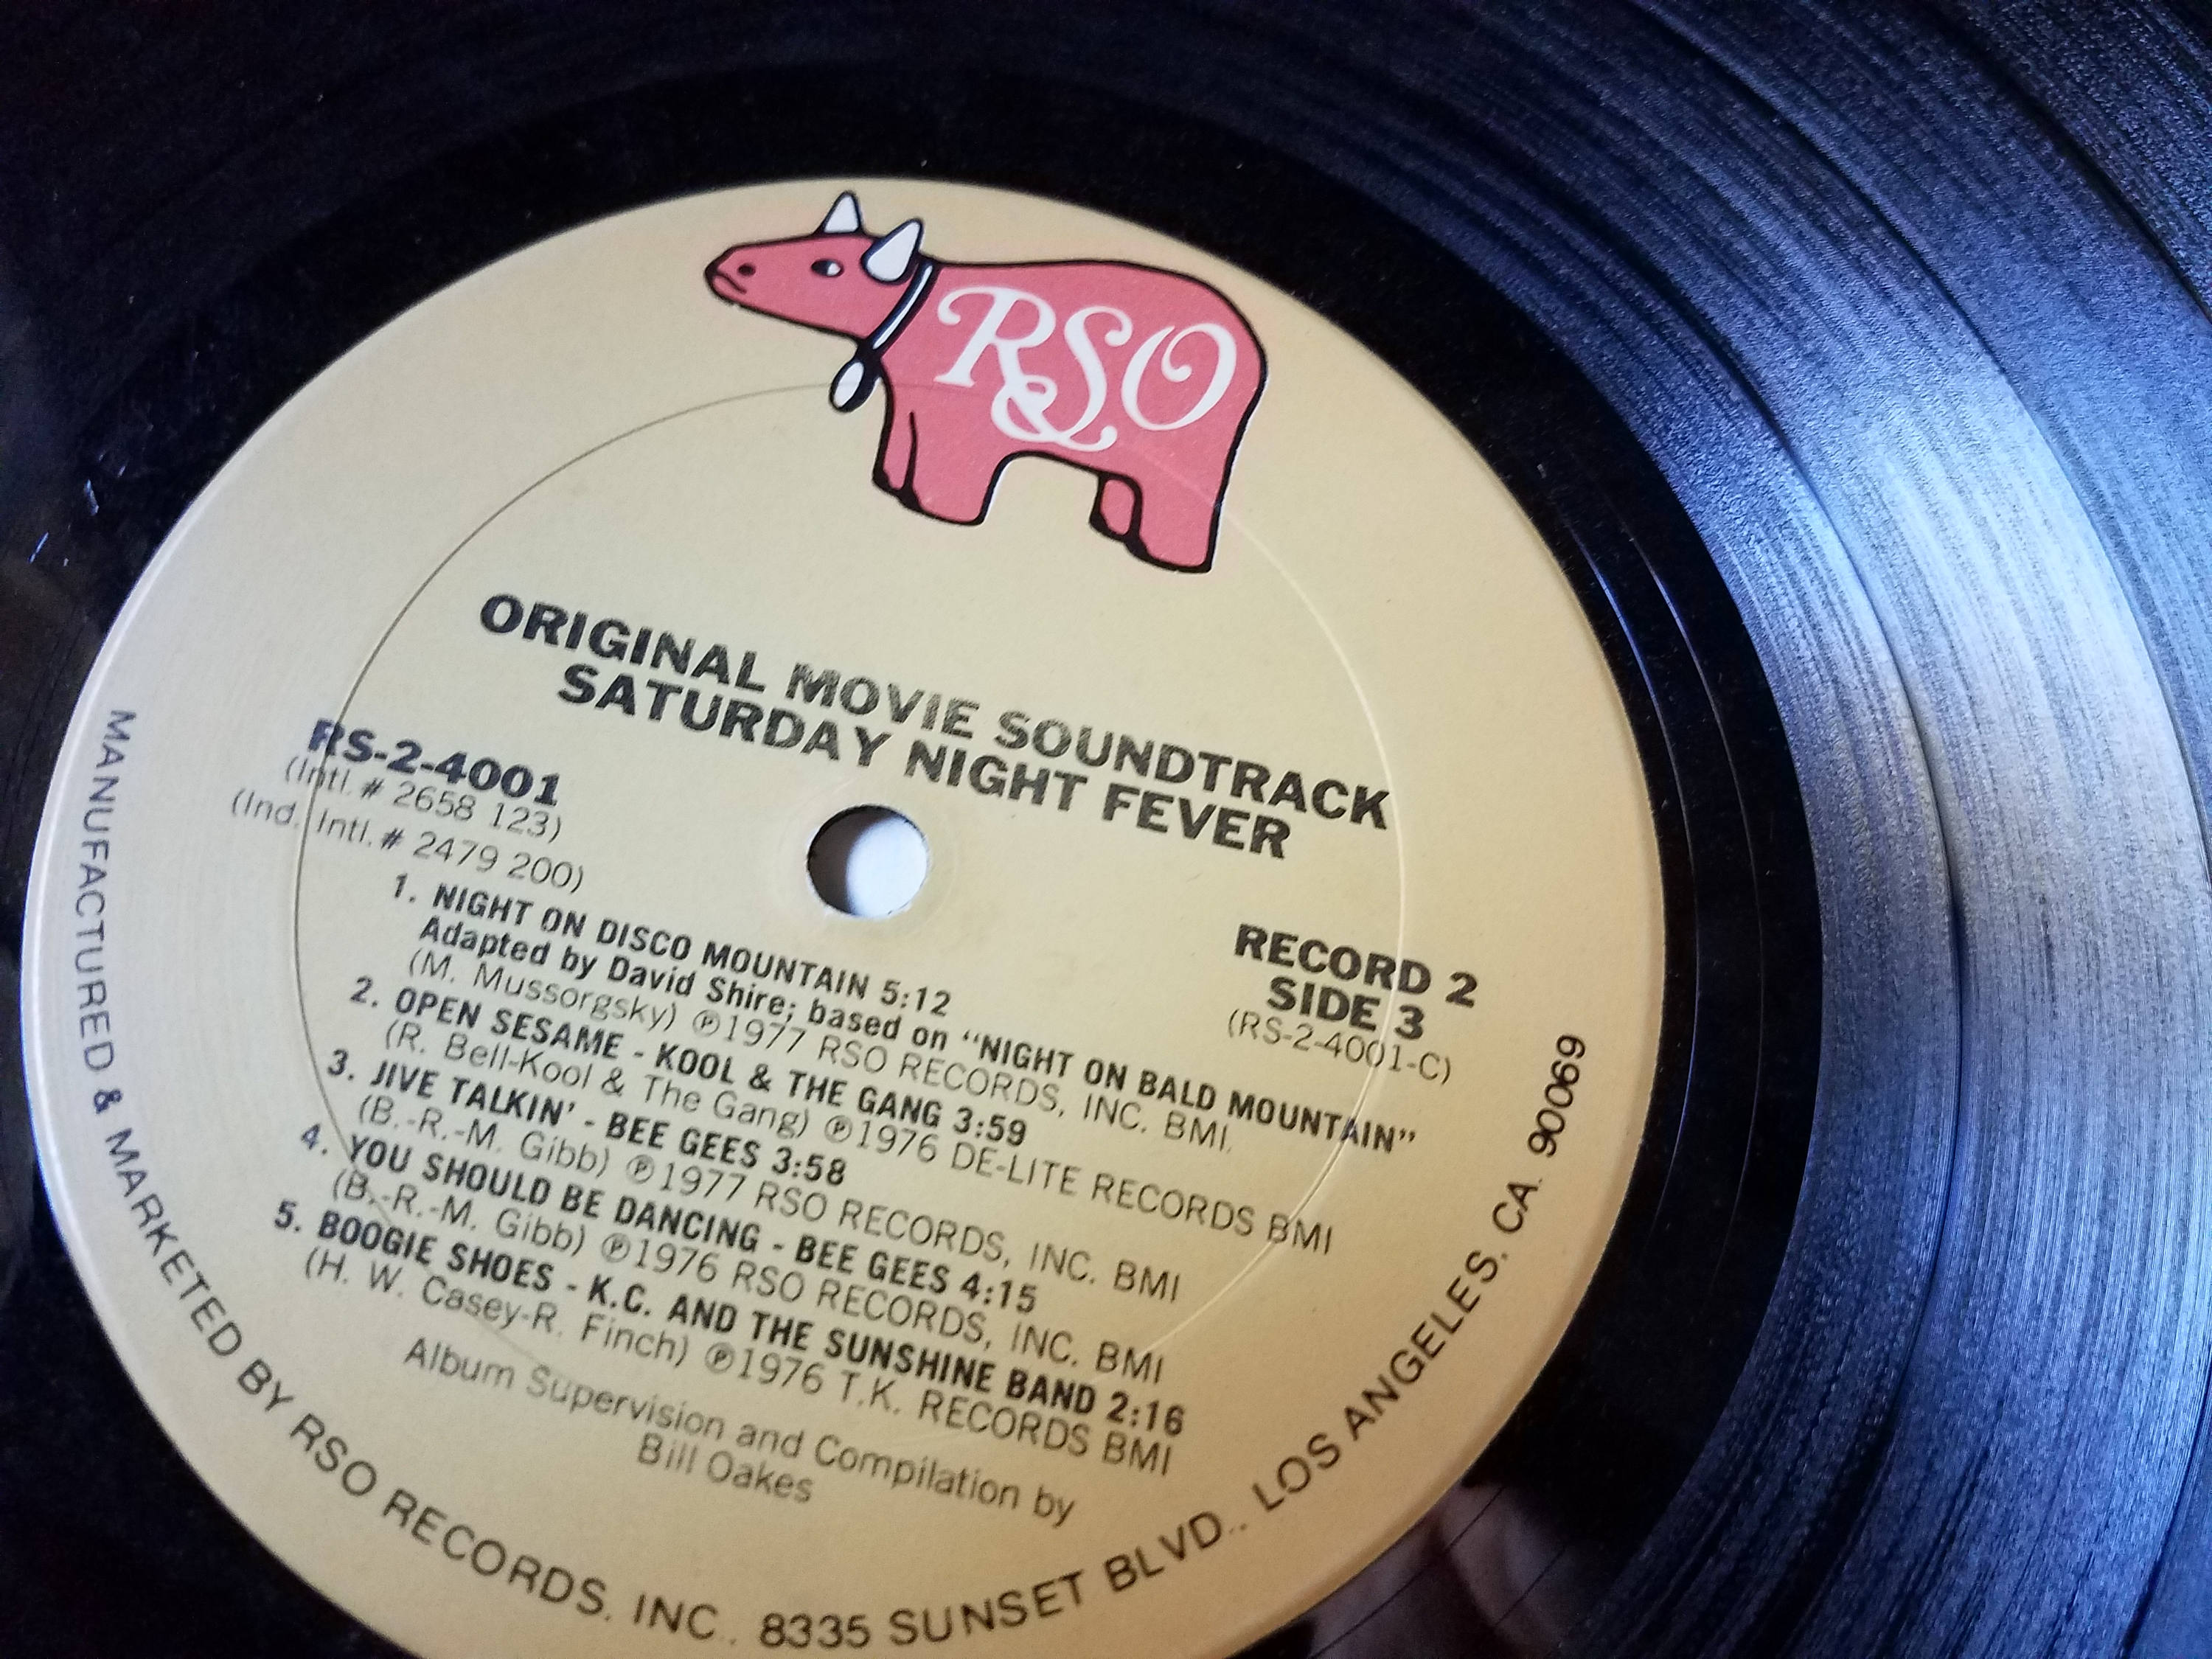 RSO
ORIGINAL MOVIE SOUNDTRACK
SATURDAY NIGHT FEVER
RS-2-4001
(Intl. # 2658 123)
(Ind. Intl. # 2479 200)
RECORD 2
SIDE 3
(RS-2-4001-C)
1. NIGHT ON DISCO MOUNTAIN 5:12
Adapted by David Shire; based on “NIGHT ON BALD MOUNTAIN”
(M. Mussorgsky) ℗1977 RSO RECORDS, INC. BMI.
2. OPEN SESAME - KOOL & THE GANG 3:59
(R. Bell-Kool & The Gang) ℗1976 DE-LITE RECORDS BMI
3. JIVE TALKIN' - BEE GEES 3:58
(B.-R.-M. Gibb) ℗1977 RSO RECORDS, INC. BMI
4. YOU SHOULD BE DANCING - BEE GEES 4:15
(B.-R.-M. Gibb) ℗1976 RSO RECORDS, INC. BMI
5. BOOGIE SHOES - K.C. AND THE SUNSHINE BAND 2:16
(H. W. Casey-R. Finch) ℗1976 T.K. RECORDS BMI
Album Supervision and Compilation by
Bill Oakes
MANUFACTURED & MARKETED BY RSO RECORDS, INC., 8335 SUNSET BLVD., LOS ANGELES, CA. 90069